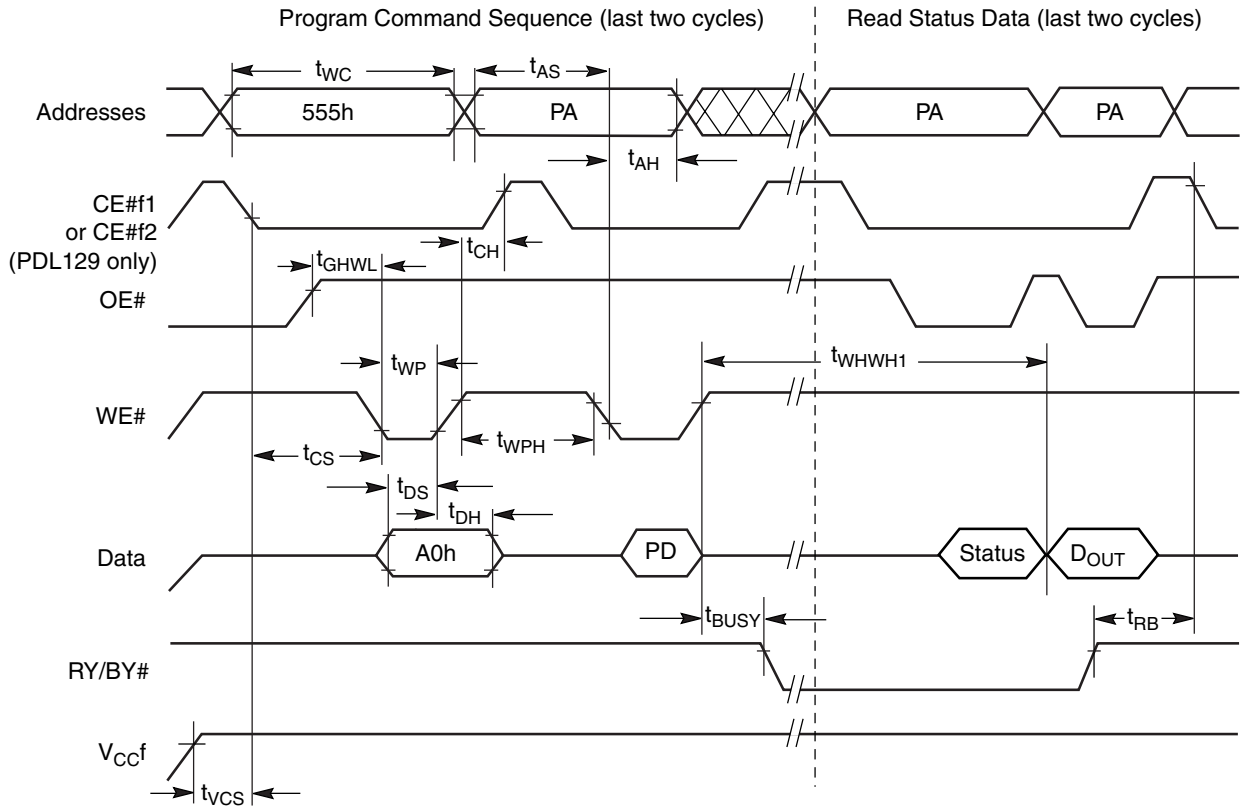 Program Command Sequence (last two cycles)
Read Status Data (last two cycles)
tWC
tAS
Addresses
555h
PA
PA
PA
tAH
CE#f1
or CE#f2
(PDL129 only)
tCH
tGHWL
OE#
tWP
tWHWH1
WE#
tWPH
tCS
tDS
tDH
Data
A0h
PD
Status
DOUT
tBUSY
tRB
RY/BY#
VCCf
tVCS